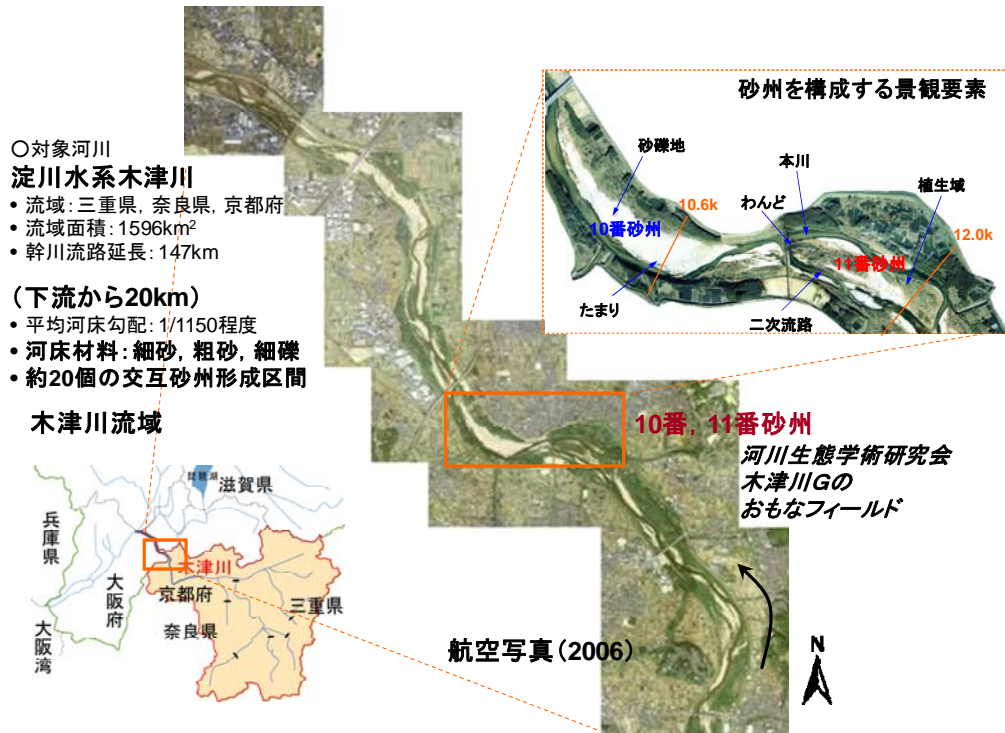 ○対象河川
淀川水系木津川
• 流域：三重県, 奈良県, 京都府
• 流域面積：1596km²
• 幹川流路延長：147km
（下流から20km）
• 平均河床勾配：1/1150程度
• 河床材料：細砂, 粗砂, 細礫
• 約20個の交互砂州形成区間
木津川流域
琵琶湖
滋賀県
兵庫県
大阪府
大阪湾
木津川
京都府
奈良県
三重県
砂州を構成する景観要素
砂礫地
本川
わんど
植生域
10.6k
10番砂州
12.0k
11番砂州
たまり
二次流路
10番, 11番砂州
河川生態学術研究会
木津川Gの
おもなフィールド
航空写真（2006）
N